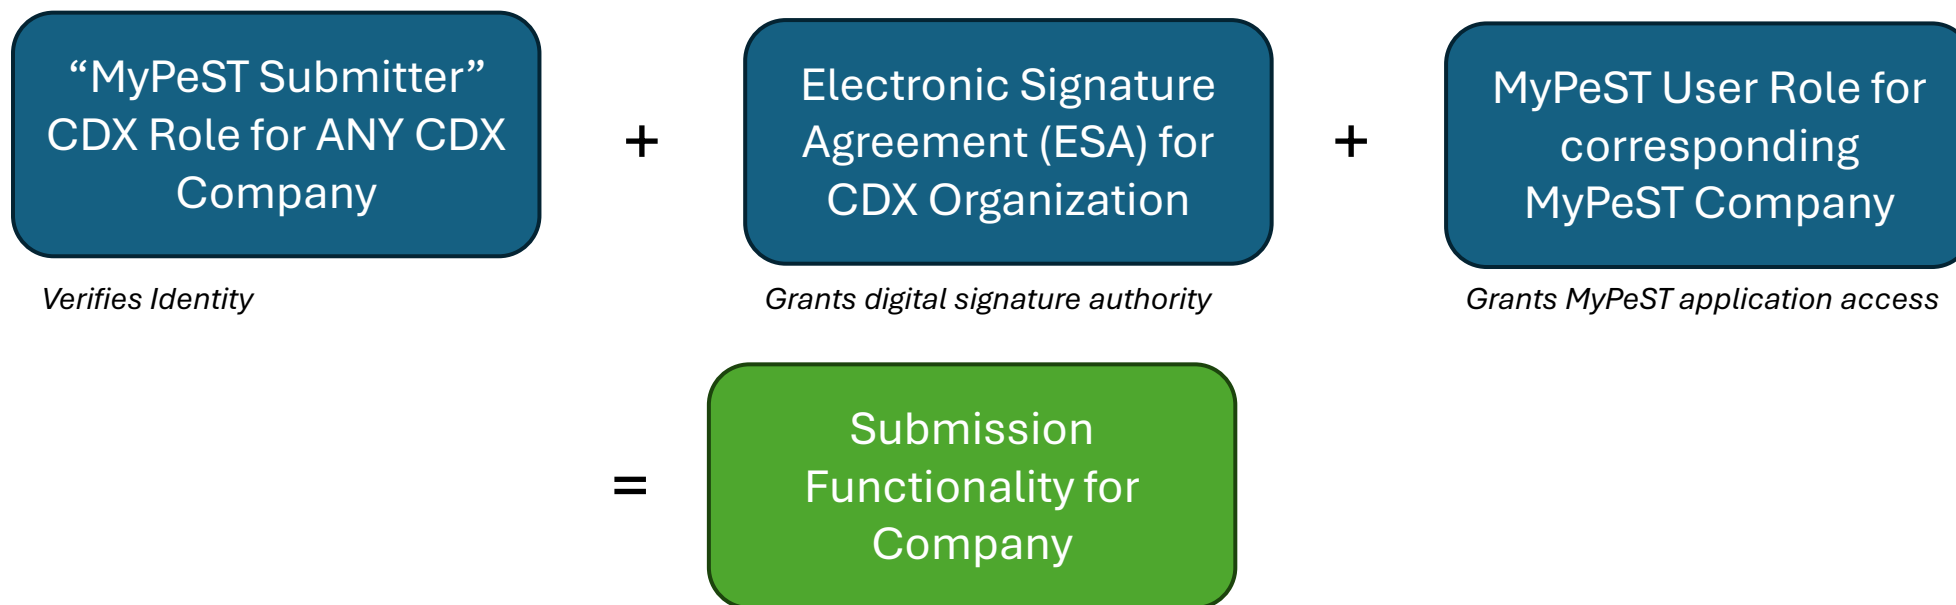 “MyPeST Submitter”
CDX Role for ANY CDX
Company
+
Electronic Signature
Agreement (ESA) for
CDX Organization
+
MyPeST User Role for
corresponding
MyPeST Company
Verifies Identity
Grants digital signature authority
Grants MyPeST application access
=
Submission
Functionality for
Company